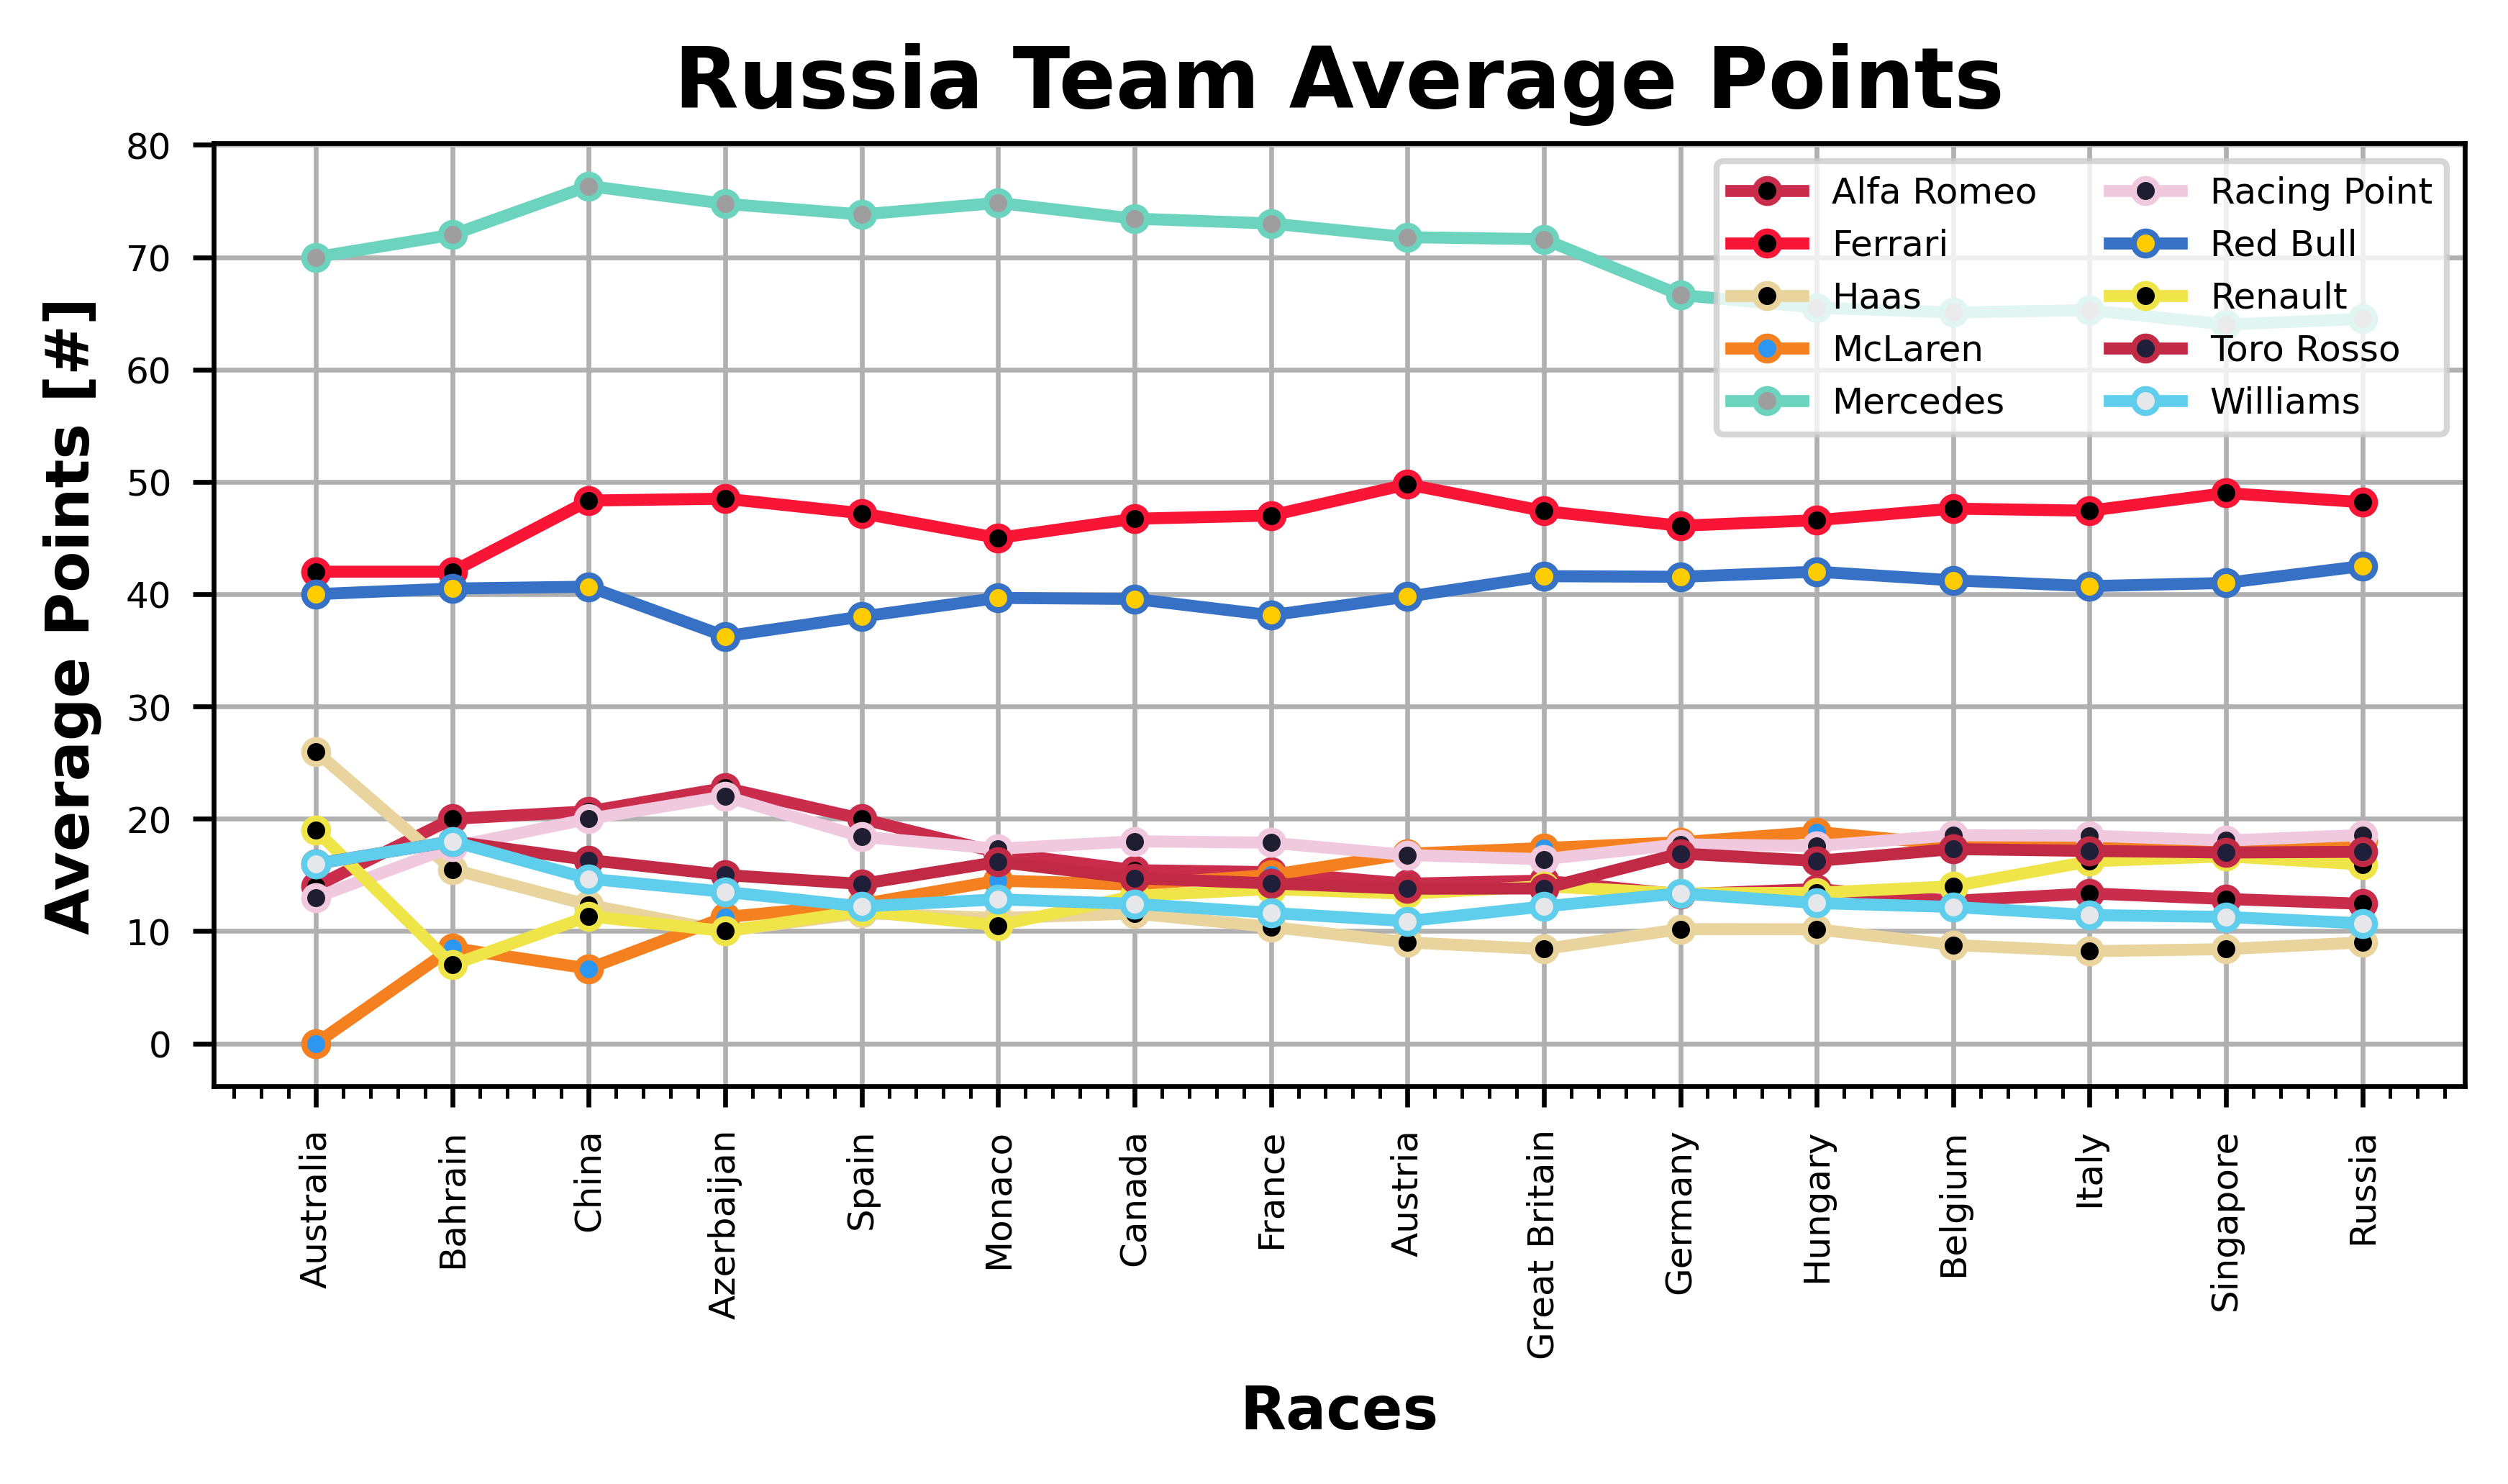 Russia Team Average Points
Average Points [#]
80
70
60
50
40
30
20
10
0
Alfa Romeo
Ferrari
Haas
McLaren
Mercedes
Racing Point
Red Bull
Renault
Toro Rosso
Williams
Australia
Bahrain
China
Azerbaijan
Spain
Monaco
Canada
France
Austria
Great Britain
Germany
Hungary
Belgium
Italy
Singapore
Russia
Races